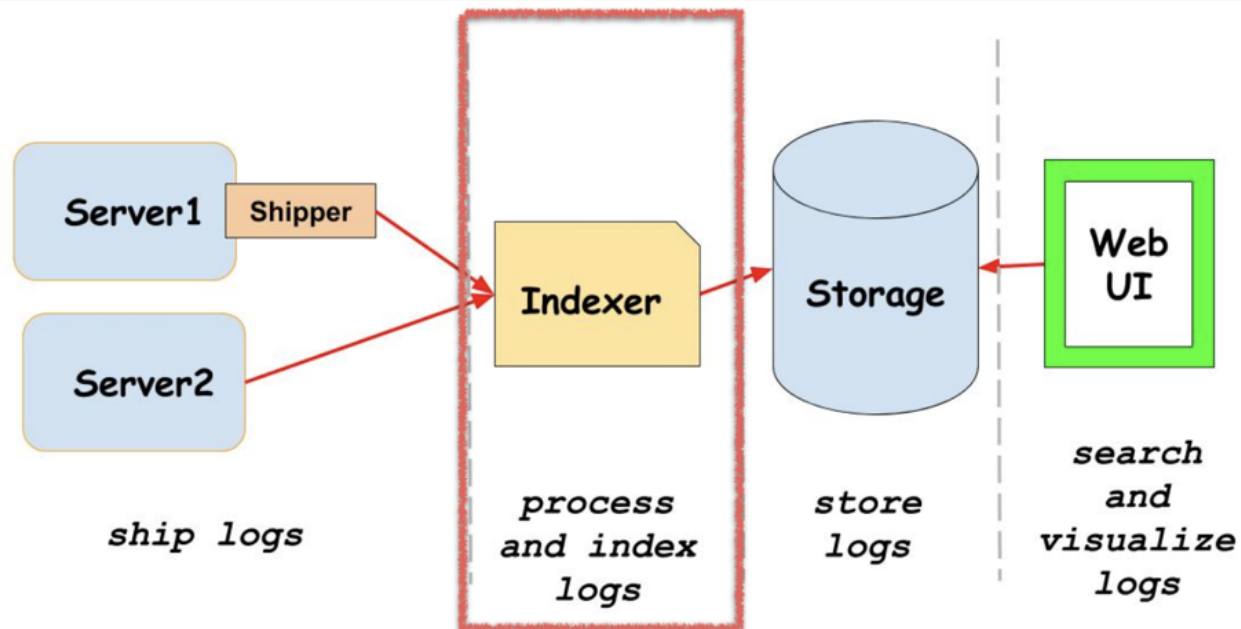 Server1
Shipper
Server2
Indexer
Storage
Web
UI
ship logs
process
and index
logs
store
logs
search
and
visualize
logs